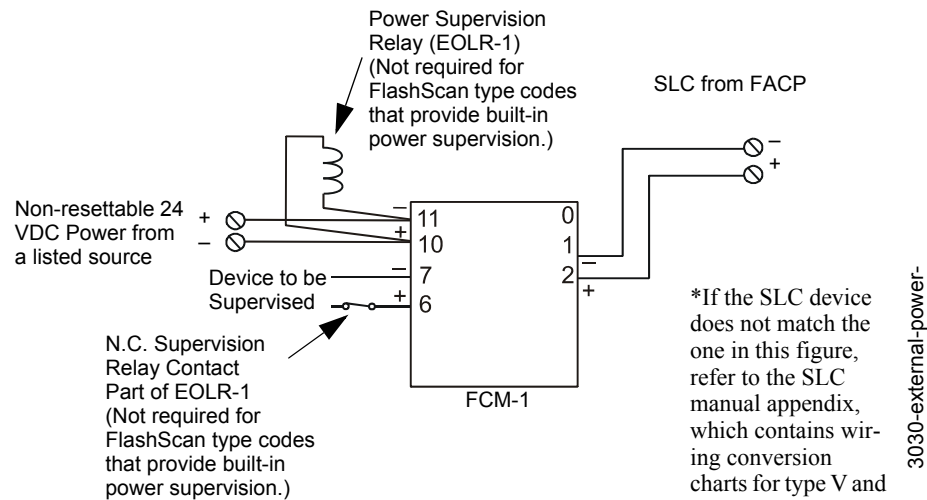 Power Supervision
Relay (EOLR-1)
(Not required for
FlashScan type codes
that provide built-in
power supervision.)
SLC from FACP
–
+
Non-resettable 24
VDC Power from
a listed source
+
–
–
11
+
10
–
7
+
6
0
1
–
2
+
Device to be
Supervised
N.C. Supervision
Relay Contact
Part of EOLR-1
(Not required for
FlashScan type codes
that provide built-in
power supervision.)
FCM-1
*If the SLC device
does not match the
one in this figure,
refer to the SLC
manual appendix,
which contains wir-
ing conversion
charts for type V and
3030-external-power-